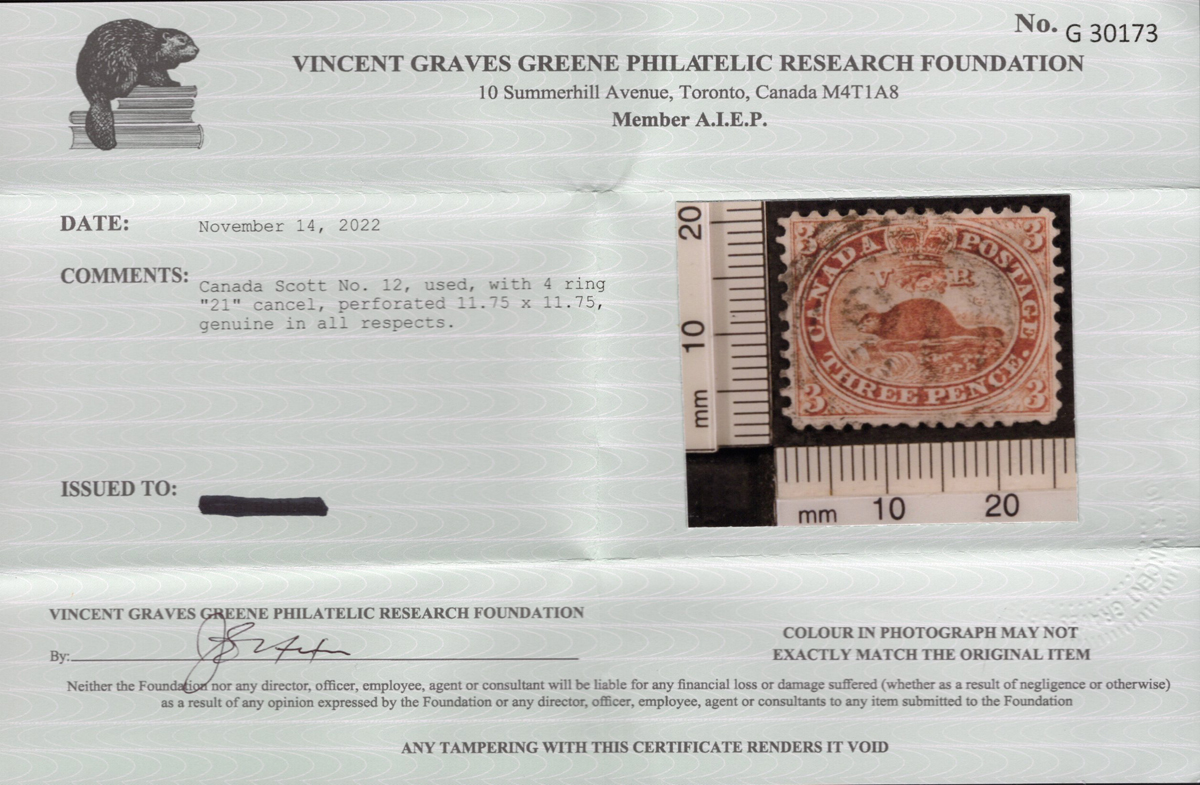 No. G 30173
VINCENT GRAVES GREENE PHILATELIC RESEARCH FOUNDATION
10 Summerhill Avenue, Toronto, Canada M4T1A8
Member A.I.E.P.
DATE: November 14, 2022
COMMENTS: Canada Scott No. 12, used, with 4 ring
"21" cancel, perforated 11.75 x 11.75,
genuine in all respects.
20
10
mm
3 3
CANADA POSTAGE.
V R
THREE PENCE.
3 3
mm 10 20
ISSUED TO:
VINCENT GRAVES GREENE PHILATELIC RESEARCH FOUNDATION
By:
COLOUR IN PHOTOGRAPH MAY NOT
EXACTLY MATCH THE ORIGINAL ITEM
Neither the Foundation nor any director, officer, employee, agent or consultant will be liable for any financial loss or damage suffered (whether as a result of negligence or otherwise)
as a result of any opinion expressed by the Foundation or any director, officer, employee, agent or consultants to any item submitted to the Foundation
ANY TAMPERING WITH THIS CERTIFICATE RENDERS IT VOID